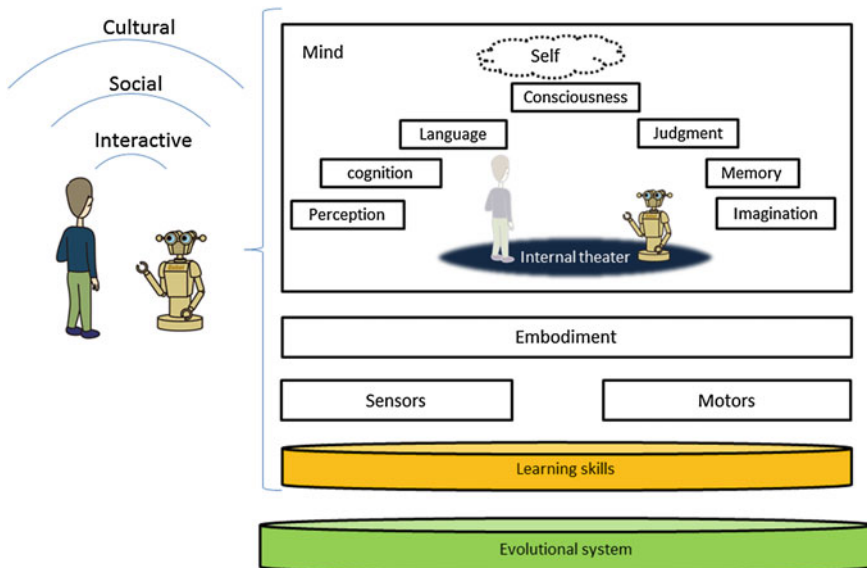 Cultural
Social
Interactive
Mind
Self
Consciousness
Language
Judgment
cognition
Memory
Perception
Imagination
Internal theater
Embodiment
Sensors
Motors
Learning skills
Evolutional system